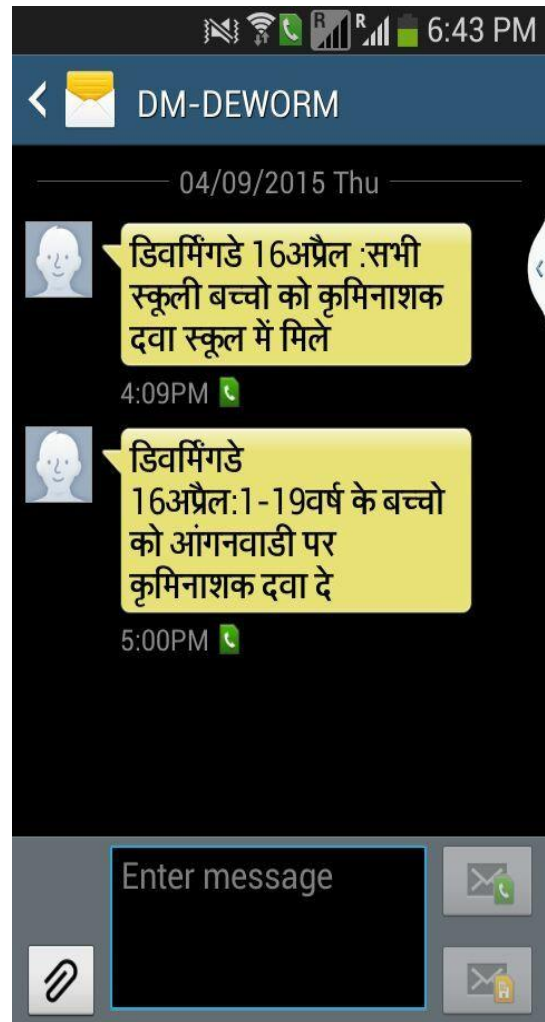 6:43 PM
DM-DEWORM
04/09/2015 Thu
डिवर्मिंगडे 16अप्रैल :सभी
स्कूली बच्चो को कृमिनाशक
दवा स्कूल में मिले
4:09PM
डिवर्मिंगडे
16अप्रैल:1-19वर्ष के बच्चो
को आंगनवाडी पर
कृमिनाशक दवा दे
5:00PM
Enter message